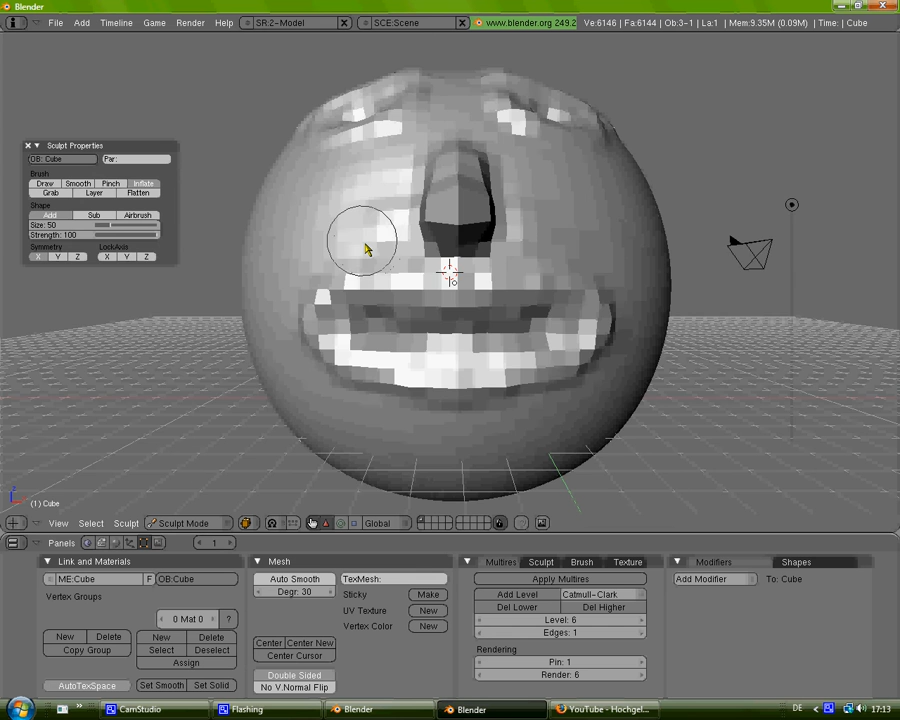 Blender
File Add Timeline Game Render Help SR:2-Model SCE:Scene www.blender.org 249.2 Ve:6146 | Fa:6144 | Ob:3-1 | La:1 | Mem:9.35M (0.09M) | Time: | Cube
Sculpt Properties
OB: Cube Par:
Brush
Draw Smooth Pinch Inflate
Grab Layer Flatten
Shape
Add Sub Airbrush
Size: 50
Strength: 100
Symmetry LockAxis
X Y Z X Y Z
(1) Cube
View Select Sculpt Sculpt Mode Global
Panels 1
Link and Materials
ME:Cube F OB:Cube
Vertex Groups
0 Mat 0 ?
New Delete New Delete
Copy Group Select Deselect
Assign
AutoTexSpace Set Smooth Set Solid
Mesh
Auto Smooth TexMesh:
Degr: 30 Sticky Make
UV Texture New
Vertex Color New
Center Center New
Center Cursor
Double Sided
No V.Normal Flip
Multires Sculpt Brush Texture
Apply Multires
Add Level Catmull-Clark
Del Lower Del Higher
Level: 6
Edges: 1
Rendering
Pin: 1
Render: 6
Modifiers Shapes
Add Modifier To: Cube
CamStudio Flashing Blender Blender YouTube - Hochgel... DE 17:13